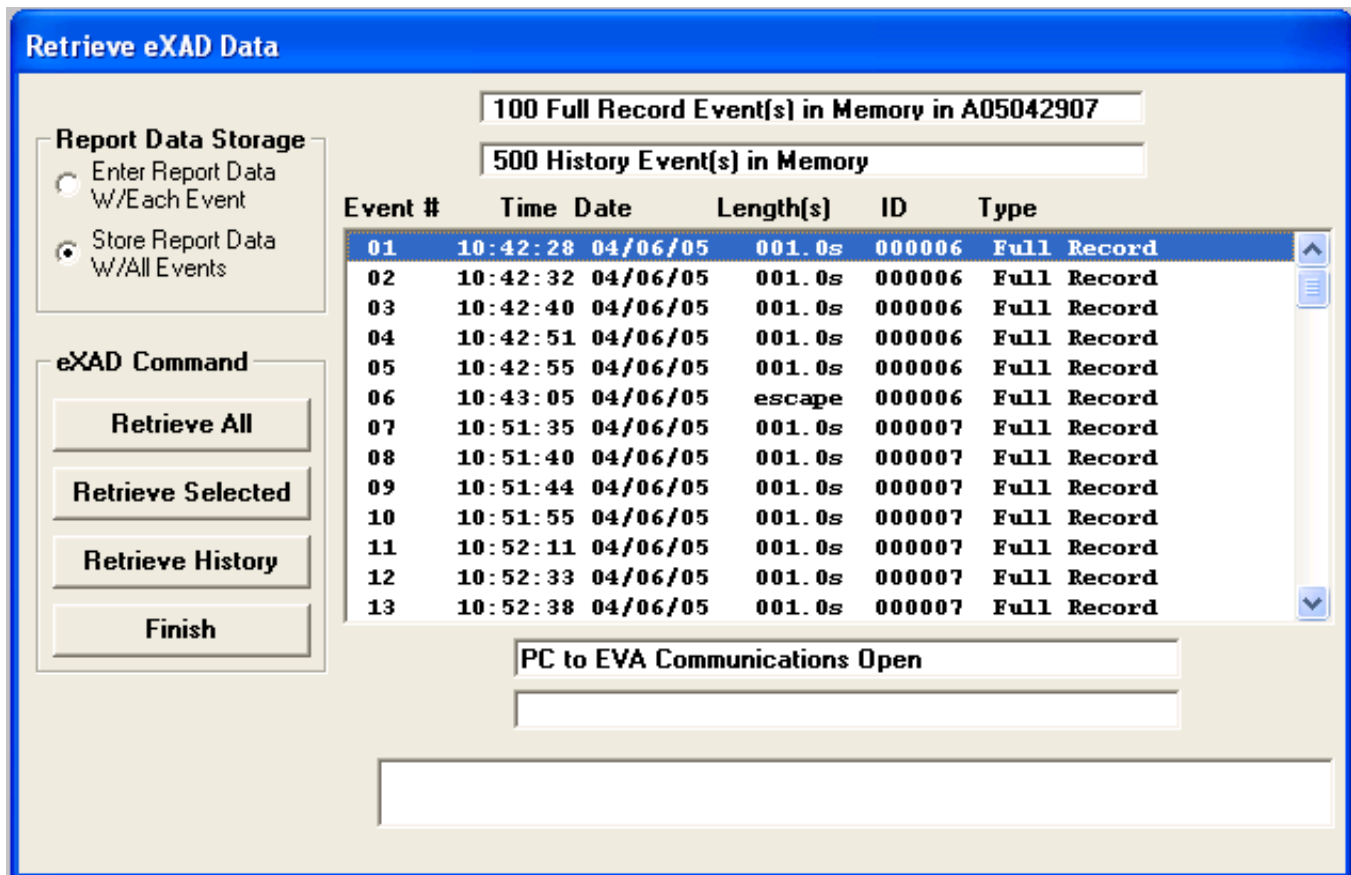 Retrieve eXAD Data
100 Full Record Event(s) in Memory in A05042907
500 History Event(s) in Memory
Report Data Storage
Enter Report Data
W/Each Event
Store Report Data
W/All Events
eXAD Command
Retrieve All
Retrieve Selected
Retrieve History
Finish
Event # Time Date Length(s) ID Type
01 10:42:28 04/06/05 001.0s 000006 Full Record
02 10:42:32 04/06/05 001.0s 000006 Full Record
03 10:42:40 04/06/05 001.0s 000006 Full Record
04 10:42:51 04/06/05 001.0s 000006 Full Record
05 10:42:55 04/06/05 001.0s 000006 Full Record
06 10:43:05 04/06/05 escape 000006 Full Record
07 10:51:35 04/06/05 001.0s 000007 Full Record
08 10:51:40 04/06/05 001.0s 000007 Full Record
09 10:51:44 04/06/05 001.0s 000007 Full Record
10 10:51:55 04/06/05 001.0s 000007 Full Record
11 10:52:11 04/06/05 001.0s 000007 Full Record
12 10:52:33 04/06/05 001.0s 000007 Full Record
13 10:52:38 04/06/05 001.0s 000007 Full Record
PC to EVA Communications Open